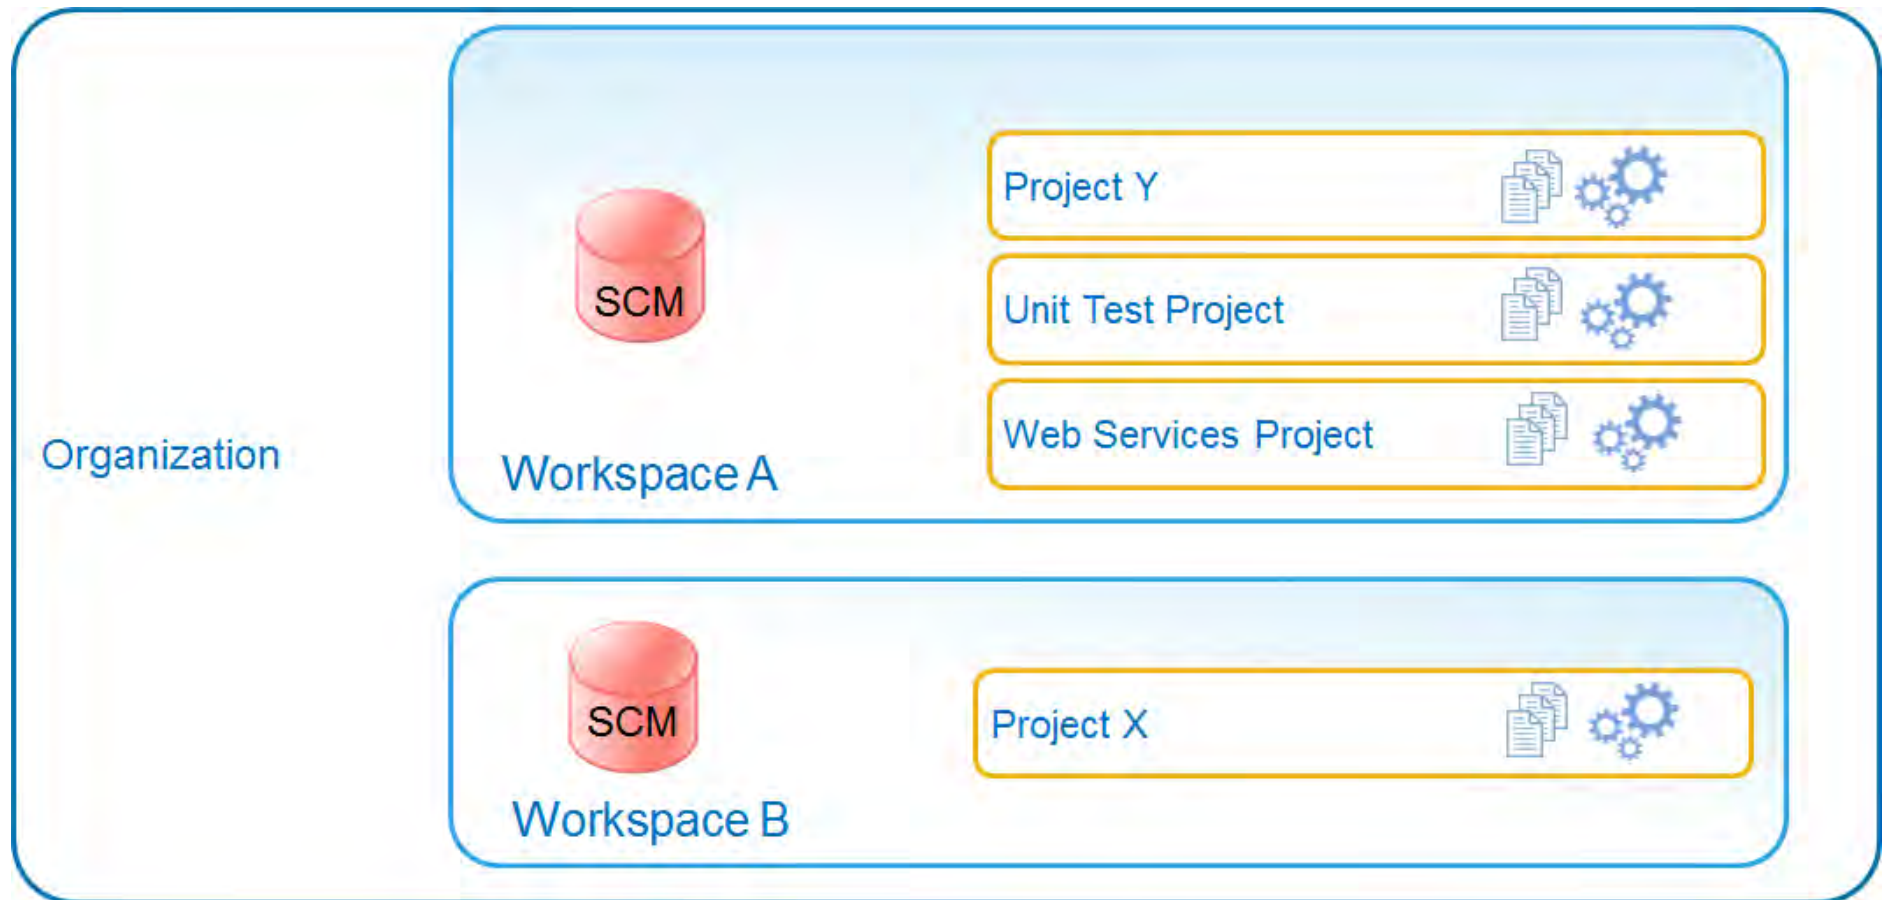 Project Y
SCM
Unit Test Project
Web Services Project
Organization
Workspace A
SCM
Project X
Workspace B